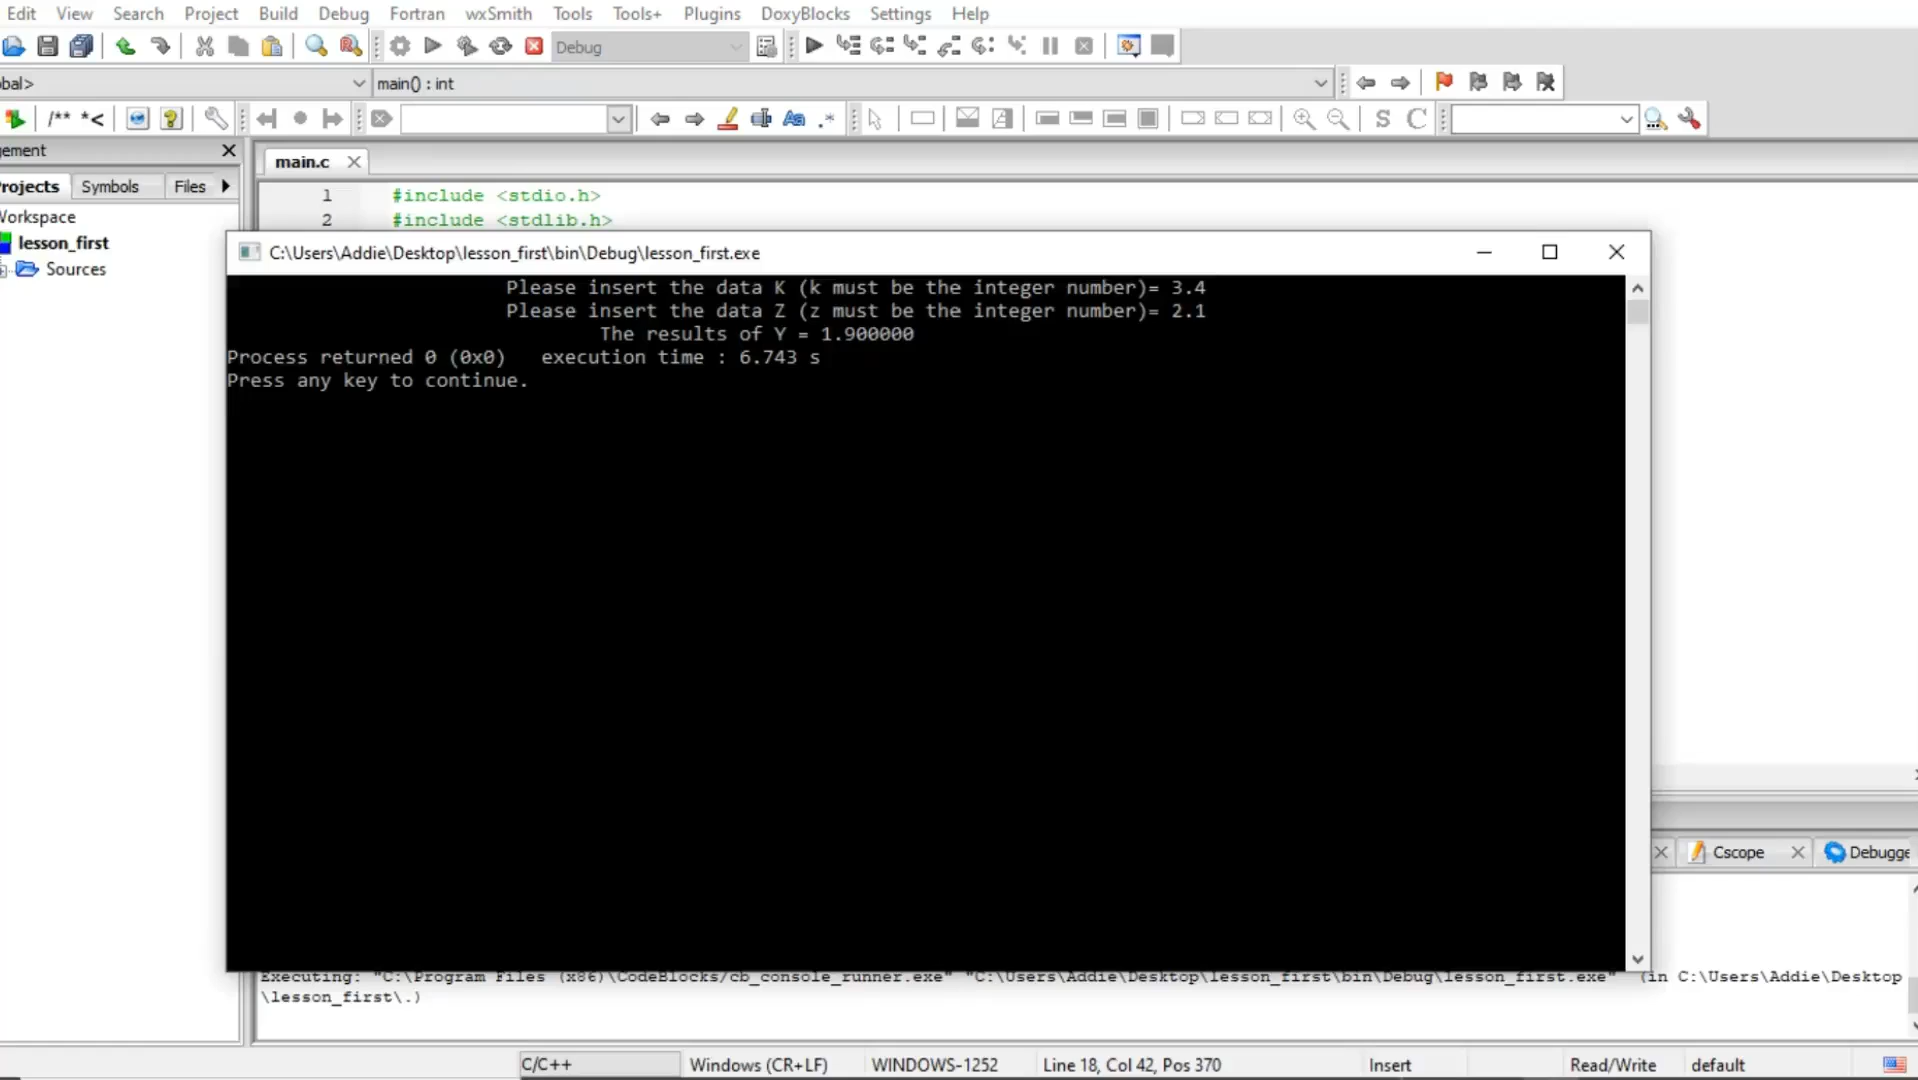 Edit View Search Project Build Debug Fortran wxSmith Tools Tools+ Plugins DoxyBlocks Settings Help
Debug
obal> main() : int
/** *< Aa .* S C
ement
main.c
rojects Symbols Files
1 #include <stdio.h>
Workspace
2 #include <stdlib.h>
lesson_first
C:\Users\Addie\Desktop\lesson_first\bin\Debug\lesson_first.exe
Sources
Please insert the data K (k must be the integer number)= 3.4
Please insert the data Z (z must be the integer number)= 2.1
The results of Y = 1.900000
Process returned 0 (0x0)   execution time : 6.743 s
Press any key to continue.
Cscope Debugge
Executing: "C:\Program Files (x86)\CodeBlocks/cb_console_runner.exe" "C:\Users\Addie\Desktop\lesson_first\bin\Debug\lesson_first.exe"  (in C:\Users\Addie\Desktop
\lesson_first\.)
C/C++ Windows (CR+LF) WINDOWS-1252 Line 18, Col 42, Pos 370 Insert Read/Write default